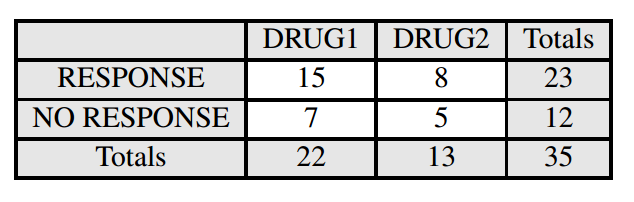 DRUG1 DRUG2 Totals
RESPONSE 15 8 23
NO RESPONSE 7 5 12
Totals 22 13 35